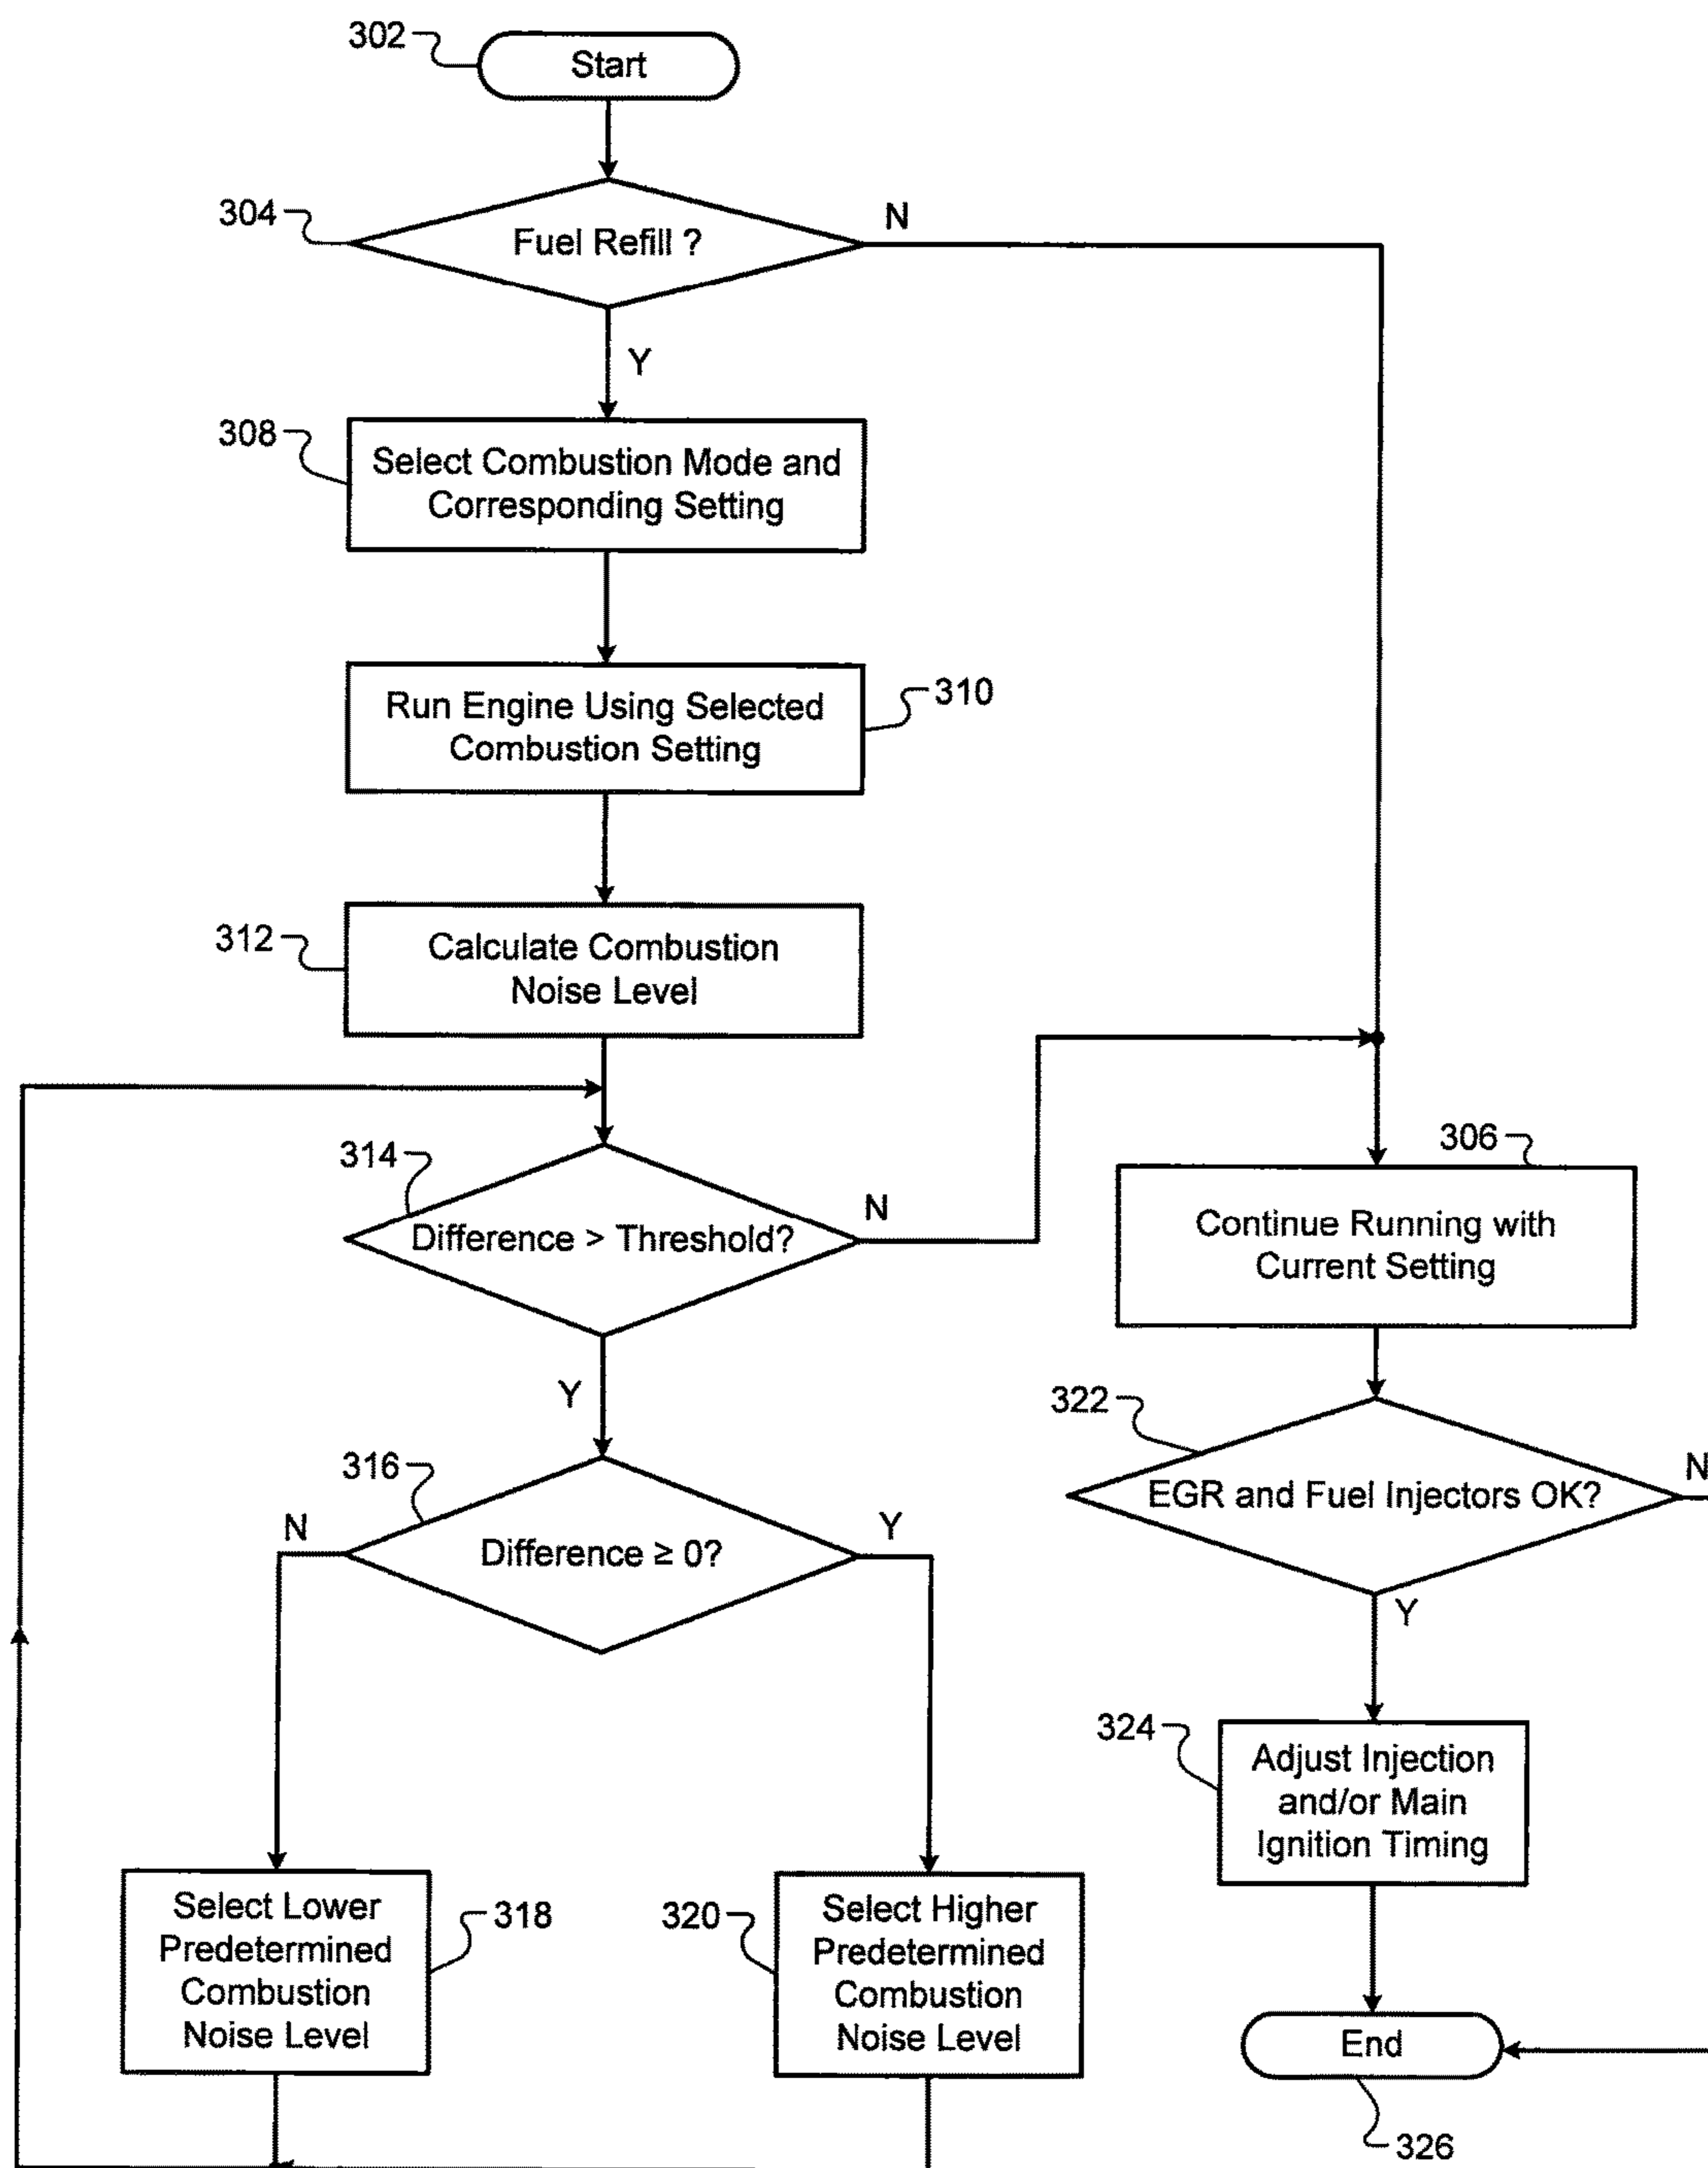 302
Start
304
Fuel Refill ?
N
Y
308
Select Combustion Mode and
Corresponding Setting
Run Engine Using Selected
Combustion Setting
310
312
Calculate Combustion
Noise Level
314
Difference > Threshold?
N
Y
306
Continue Running with
Current Setting
316
Difference ≥ 0?
N
Y
322
EGR and Fuel Injectors OK?
N
Y
318
Select Lower
Predetermined
Combustion
Noise Level
320
Select Higher
Predetermined
Combustion
Noise Level
324
Adjust Injection
and/or Main
Ignition Timing
End
326